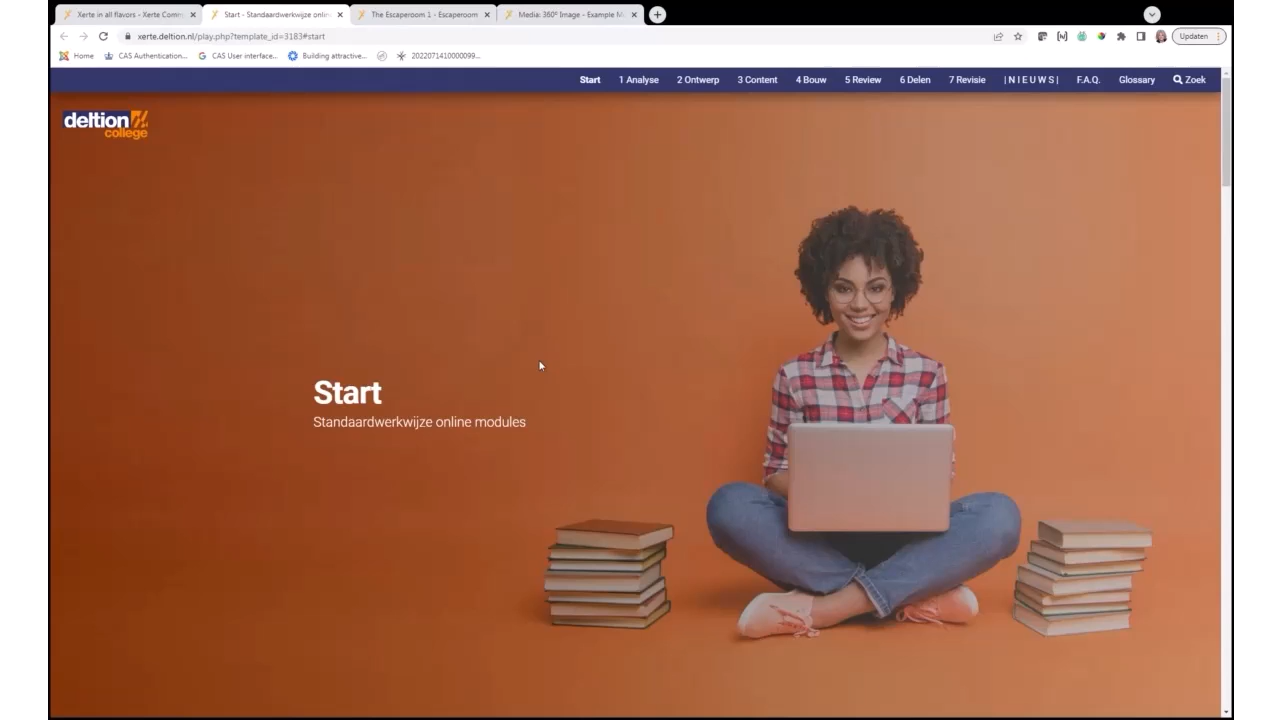 Xerte in all flavors - Xerte Comm
Start - Standaardwerkwijze onlin
The Escaperoom 1 - Escaperoom
Media: 360º Image - Example M
xerte.deltion.nl/play.php?template_id=3183#start
Updaten
Home
CAS Authentication...
CAS User interface...
Building attractive...
2022071410000099...
Start
1 Analyse
2 Ontwerp
3 Content
4 Bouw
5 Review
6 Delen
7 Revisie
| N I E U W S |
F.A.Q.
Glossary
Zoek
deltion
college
Start
Standaardwerkwijze online modules